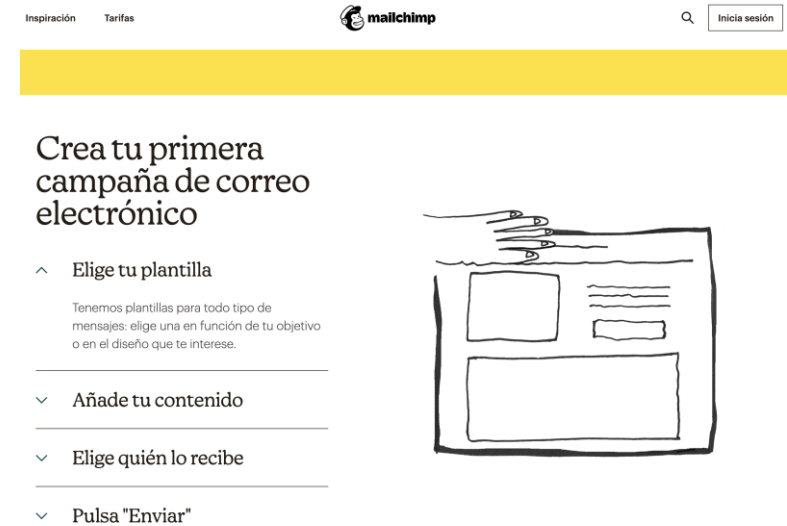 Inspiración
Tarifas
mailchimp
Inicia sesión
Crea tu primera
campaña de correo
electrónico
Elige tu plantilla
Tenemos plantillas para todo tipo de
mensajes: elige una en función de tu objetivo
o en el diseño que te interese.
Añade tu contenido
Elige quién lo recibe
Pulsa "Enviar"